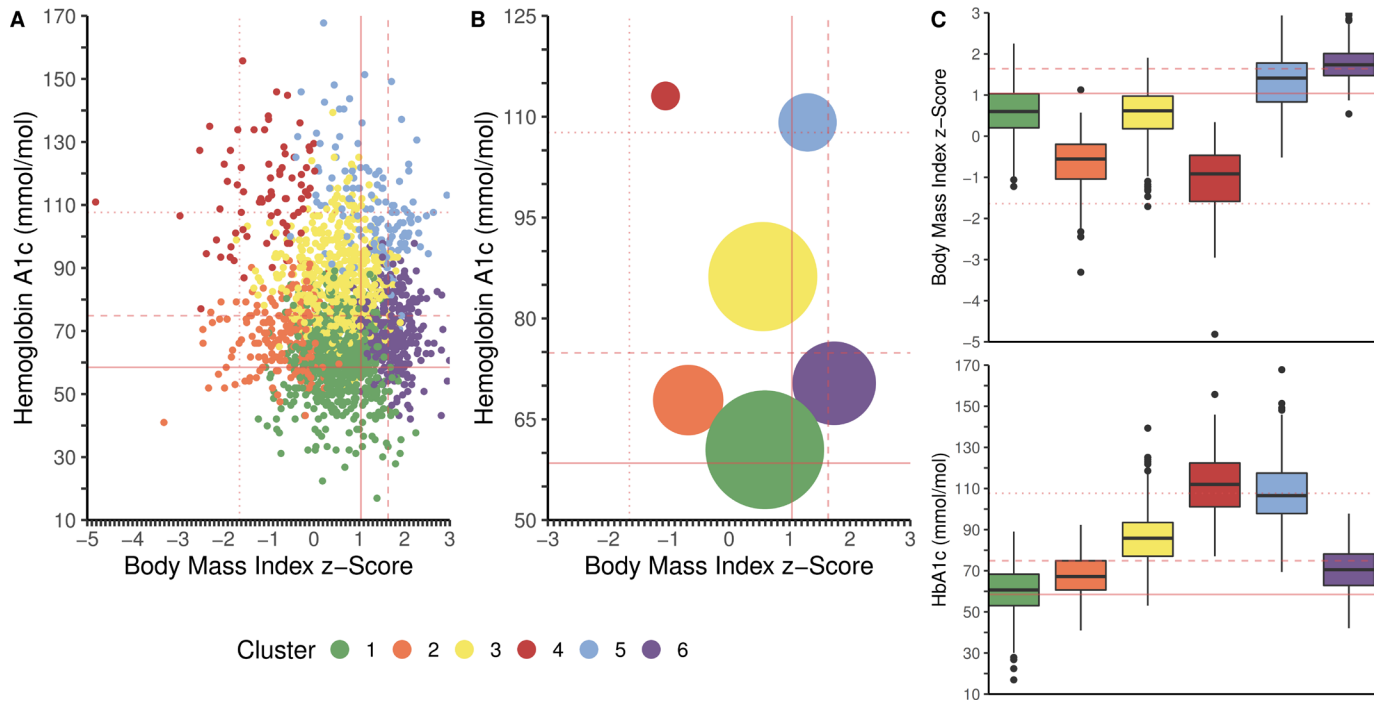 A
Hemoglobin A1c (mmol/mol)
170
150
130
110
90
70
50
30
10
−5 −4 −3 −2 −1 0 1 2 3
Body Mass Index z−Score
B
Hemoglobin A1c (mmol/mol)
125
110
95
80
65
50
−3 −2 −1 0 1 2 3
Body Mass Index z−Score
C
Body Mass Index z−Score
3
2
1
0
−1
−2
−3
−4
−5
HbA1c (mmol/mol)
170
150
130
110
90
70
50
30
10
Cluster 1 2 3 4 5 6